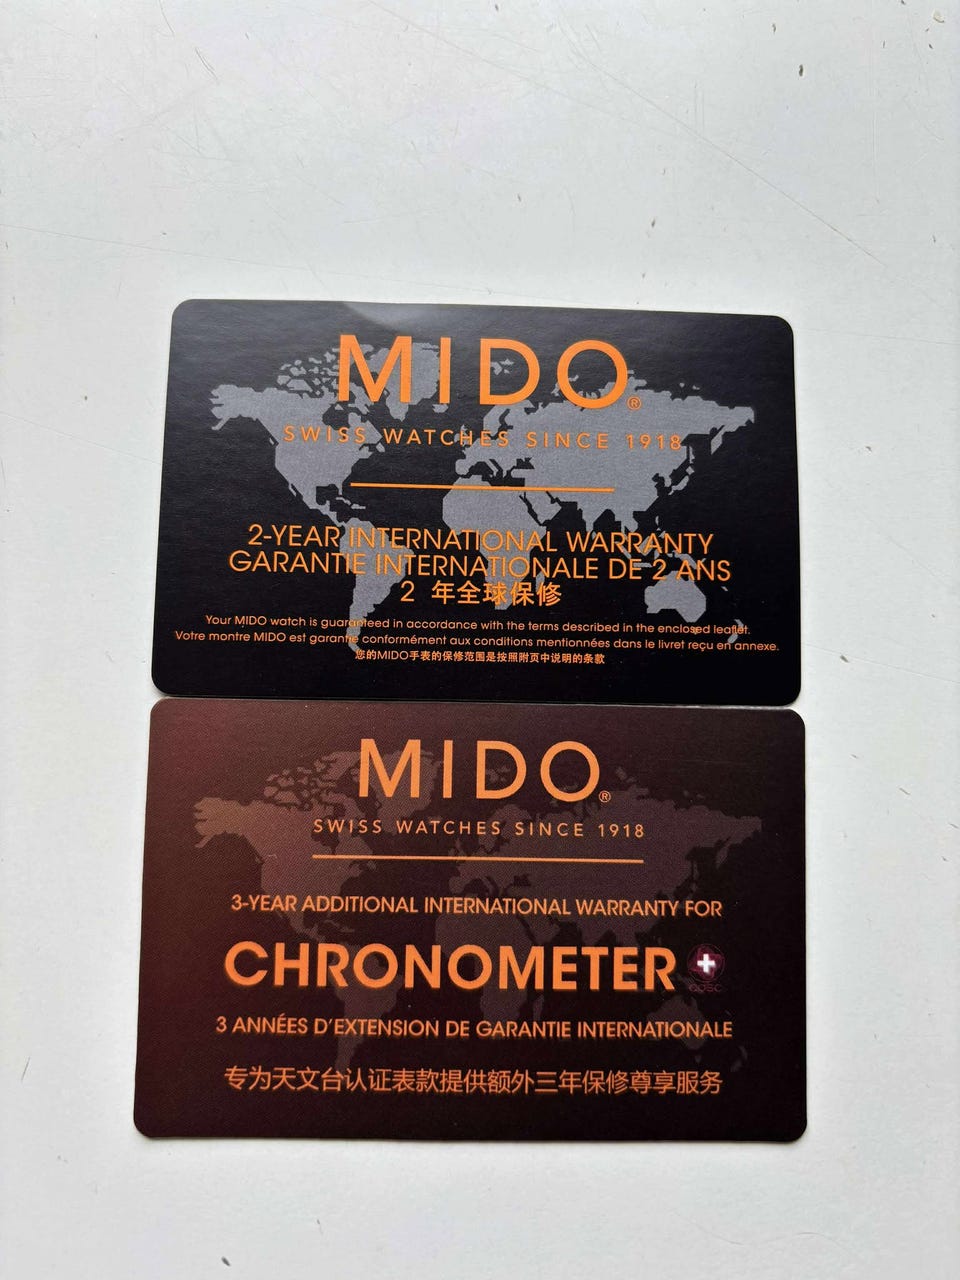 MIDO®
SWISS WATCHES SINCE 1918
2-YEAR INTERNATIONAL WARRANTY
GARANTIE INTERNATIONALE DE 2 ANS
2 年全球保修
Your MIDO watch is guaranteed in accordance with the terms described in the enclosed leaflet.
Votre montre MIDO est garantie conformément aux conditions mentionnées dans le livret reçu en annexe.
您的MIDO手表的保修范围是按照附页中说明的条款
MIDO®
SWISS WATCHES SINCE 1918
3-YEAR ADDITIONAL INTERNATIONAL WARRANTY FOR
CHRONOMETER
COSC
3 ANNÉES D'EXTENSION DE GARANTIE INTERNATIONALE
专为天文台认证表款提供额外三年保修尊享服务